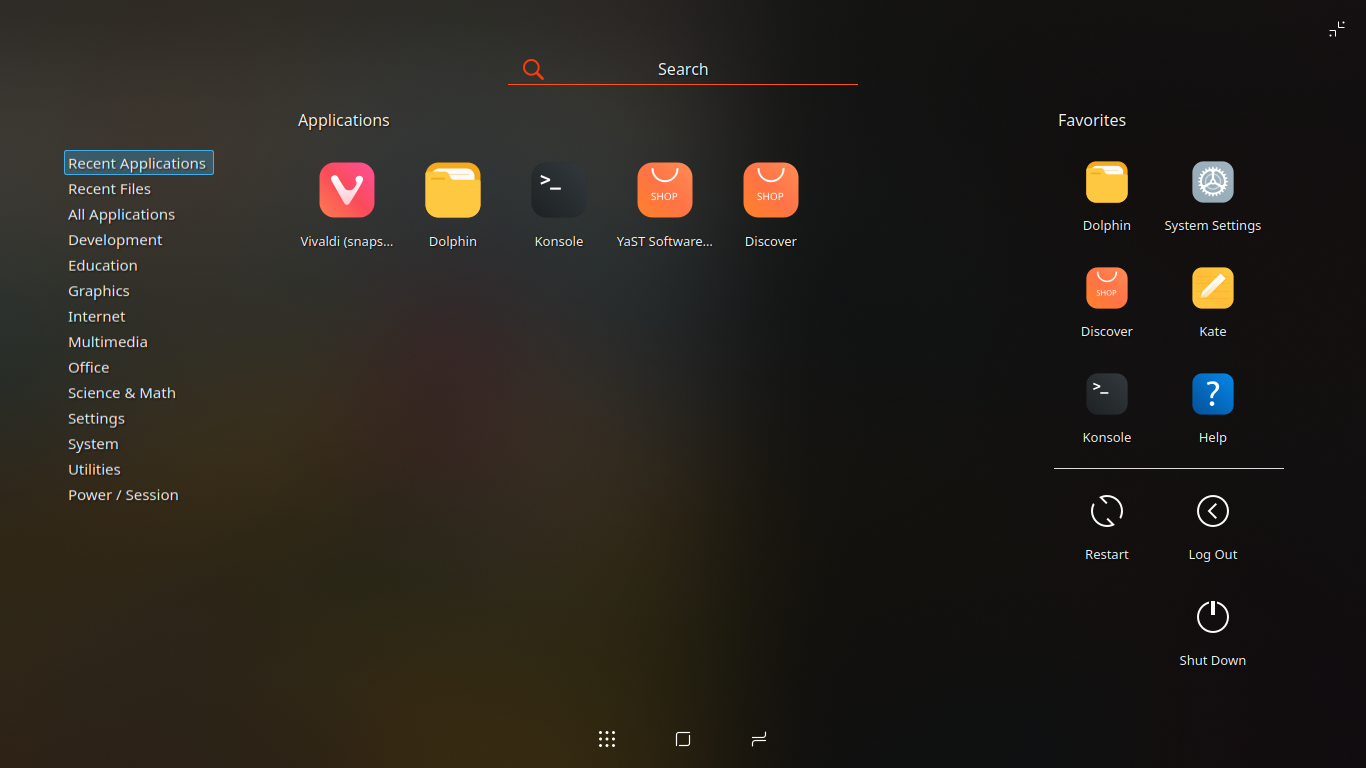 Search
Applications
Favorites
Recent Applications
Recent Files
All Applications
Development
Education
Graphics
Internet
Multimedia
Office
Science & Math
Settings
System
Utilities
Power / Session
>_
SHOP
SHOP
Vivaldi (snaps...
Dolphin
Konsole
YaST Software...
Discover
Dolphin
System Settings
SHOP
Discover
Kate
>_
?
Konsole
Help
Restart
Log Out
Shut Down